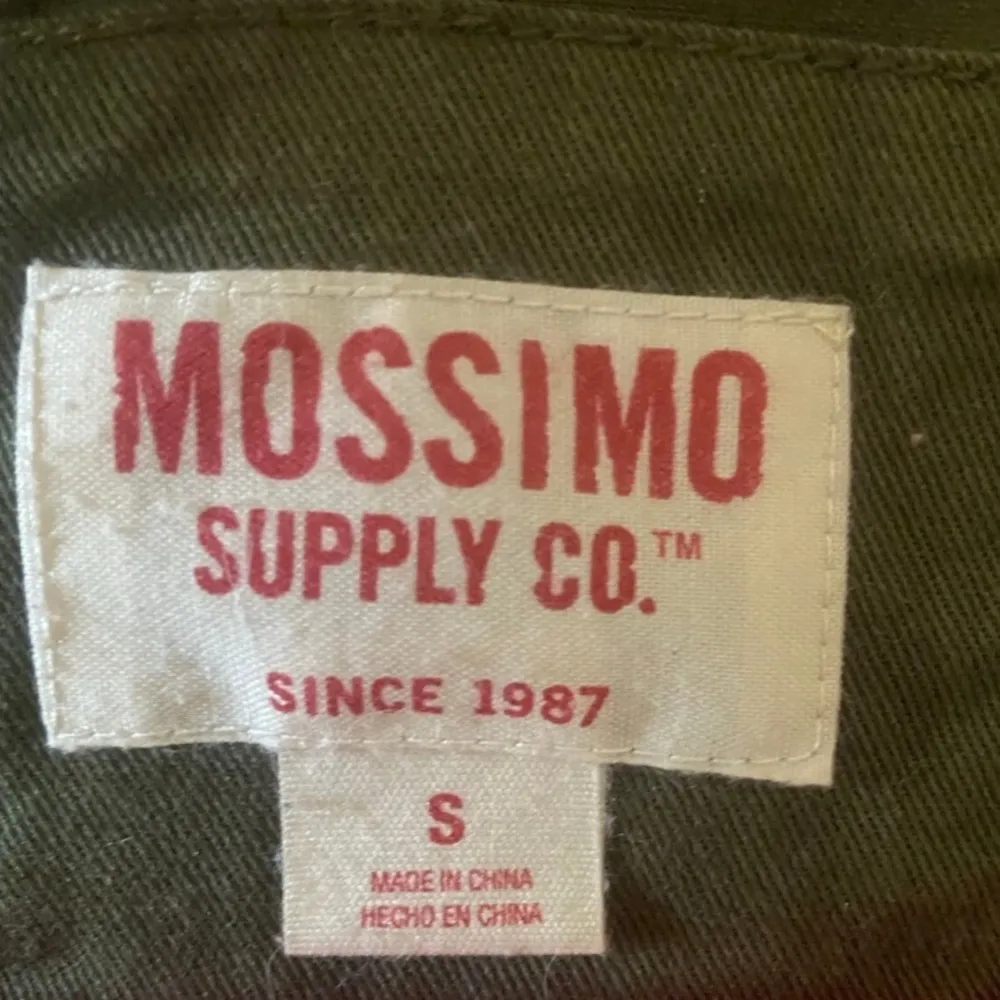 MOSSIMO
SUPPLY CO.™
SINCE 1987
S
MADE IN CHINA
HECHO EN CHINA